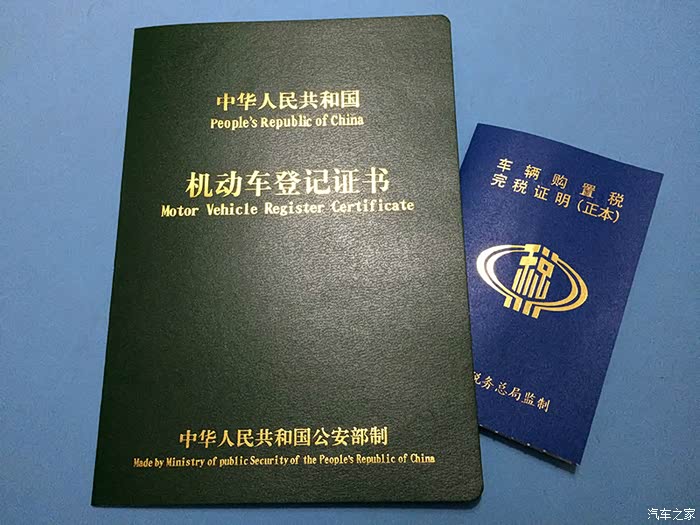 中华人民共和国
People's Republic of China
机动车登记证书
Motor Vehicle Register Certificate
中华人民共和国公安部制
Made by Ministry of public Security of the People's Republic of China
车辆购置税
完税证明(正本)
税
税务总局监制
汽车之家